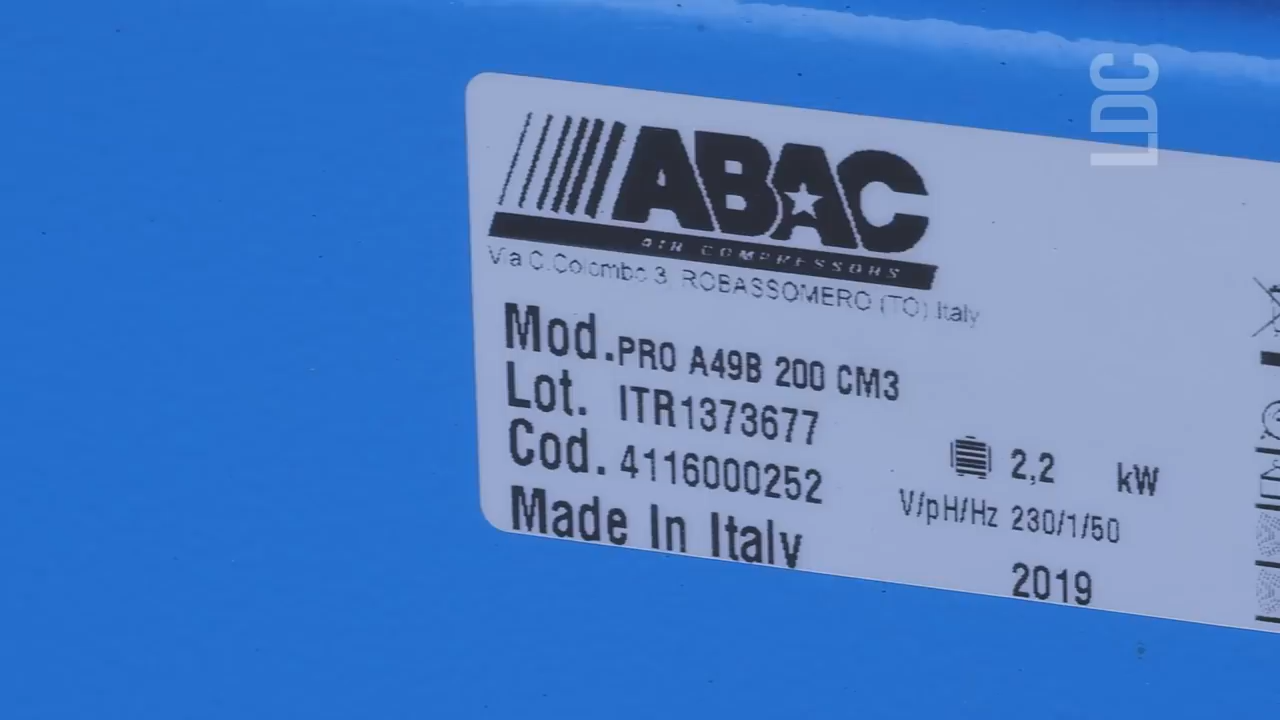 LDC
ABAC
AIR COMPRESSORS
Via C.Colombo 3 ROBASSOMERO (TO) Italy
Mod. PRO A49B 200 CM3
Lot. ITR1373677
Cod. 4116000252
2,2 kW
V/pH/Hz 230/1/50
Made In Italy
2019